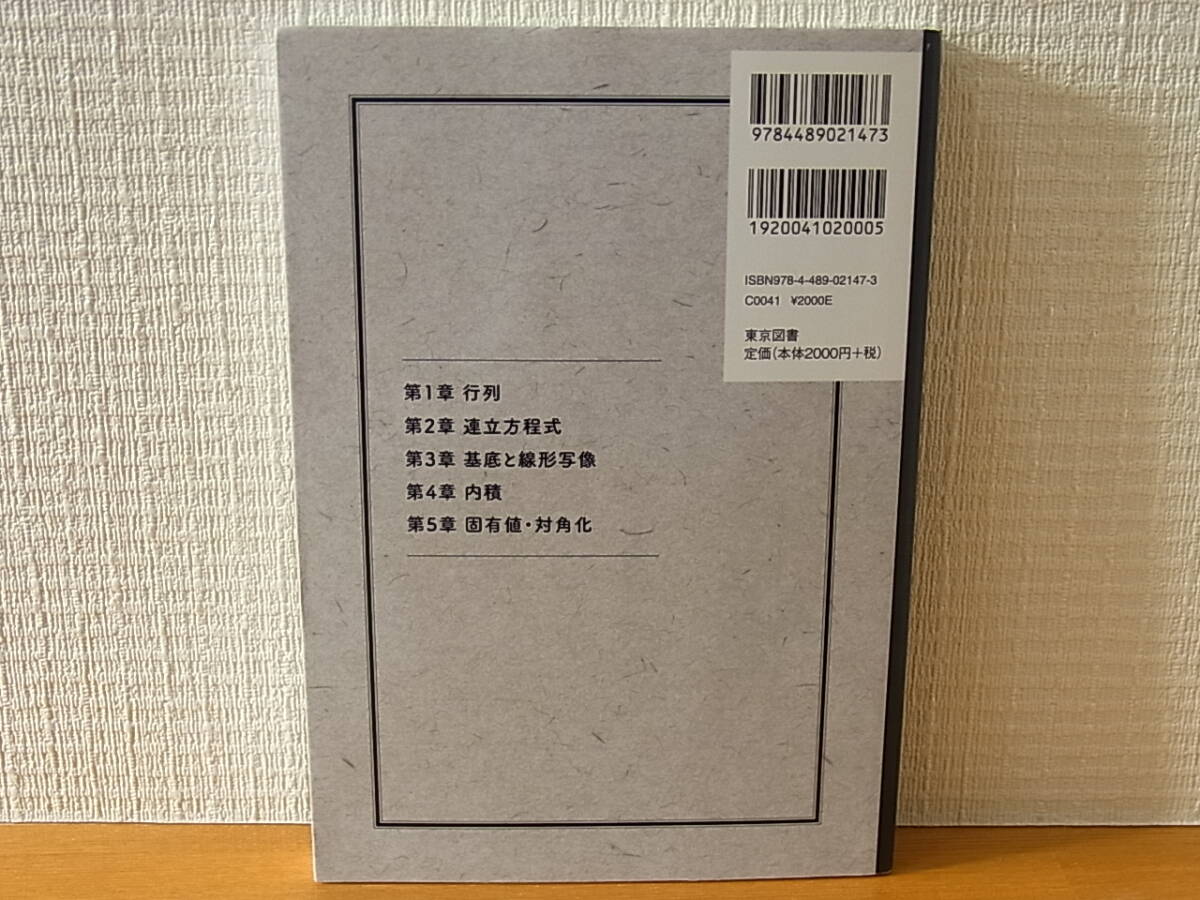 9784489021473
1920041020005
ISBN978-4-489-02147-3
C0041 ¥2000E
東京図書
定価(本体2000円+税)
第1章 行列
第2章 連立方程式
第3章 基底と線形写像
第4章 内積
第5章 固有値・対角化